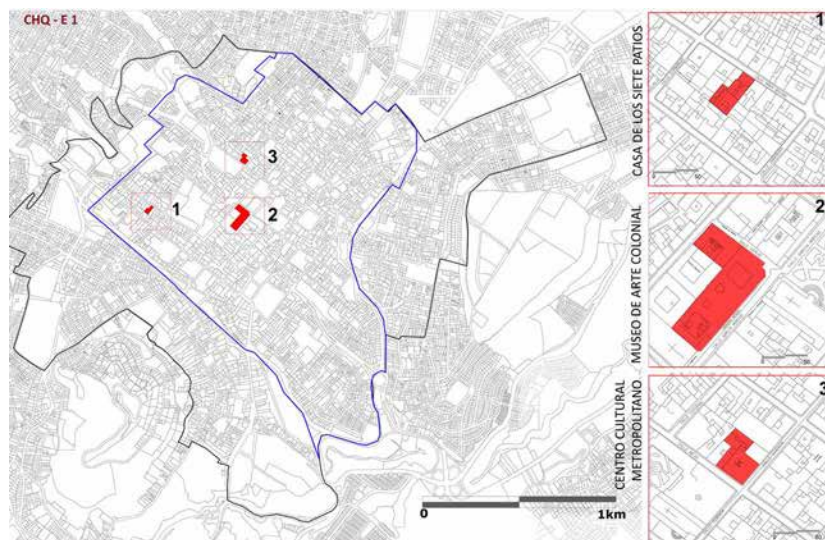 CHQ - E 1
1
2
3
0
1km
CASA DE LOS SIETE PATIOS
1
MUSEO DE ARTE COLONIAL
2
CENTRO CULTURAL
METROPOLITANO
3